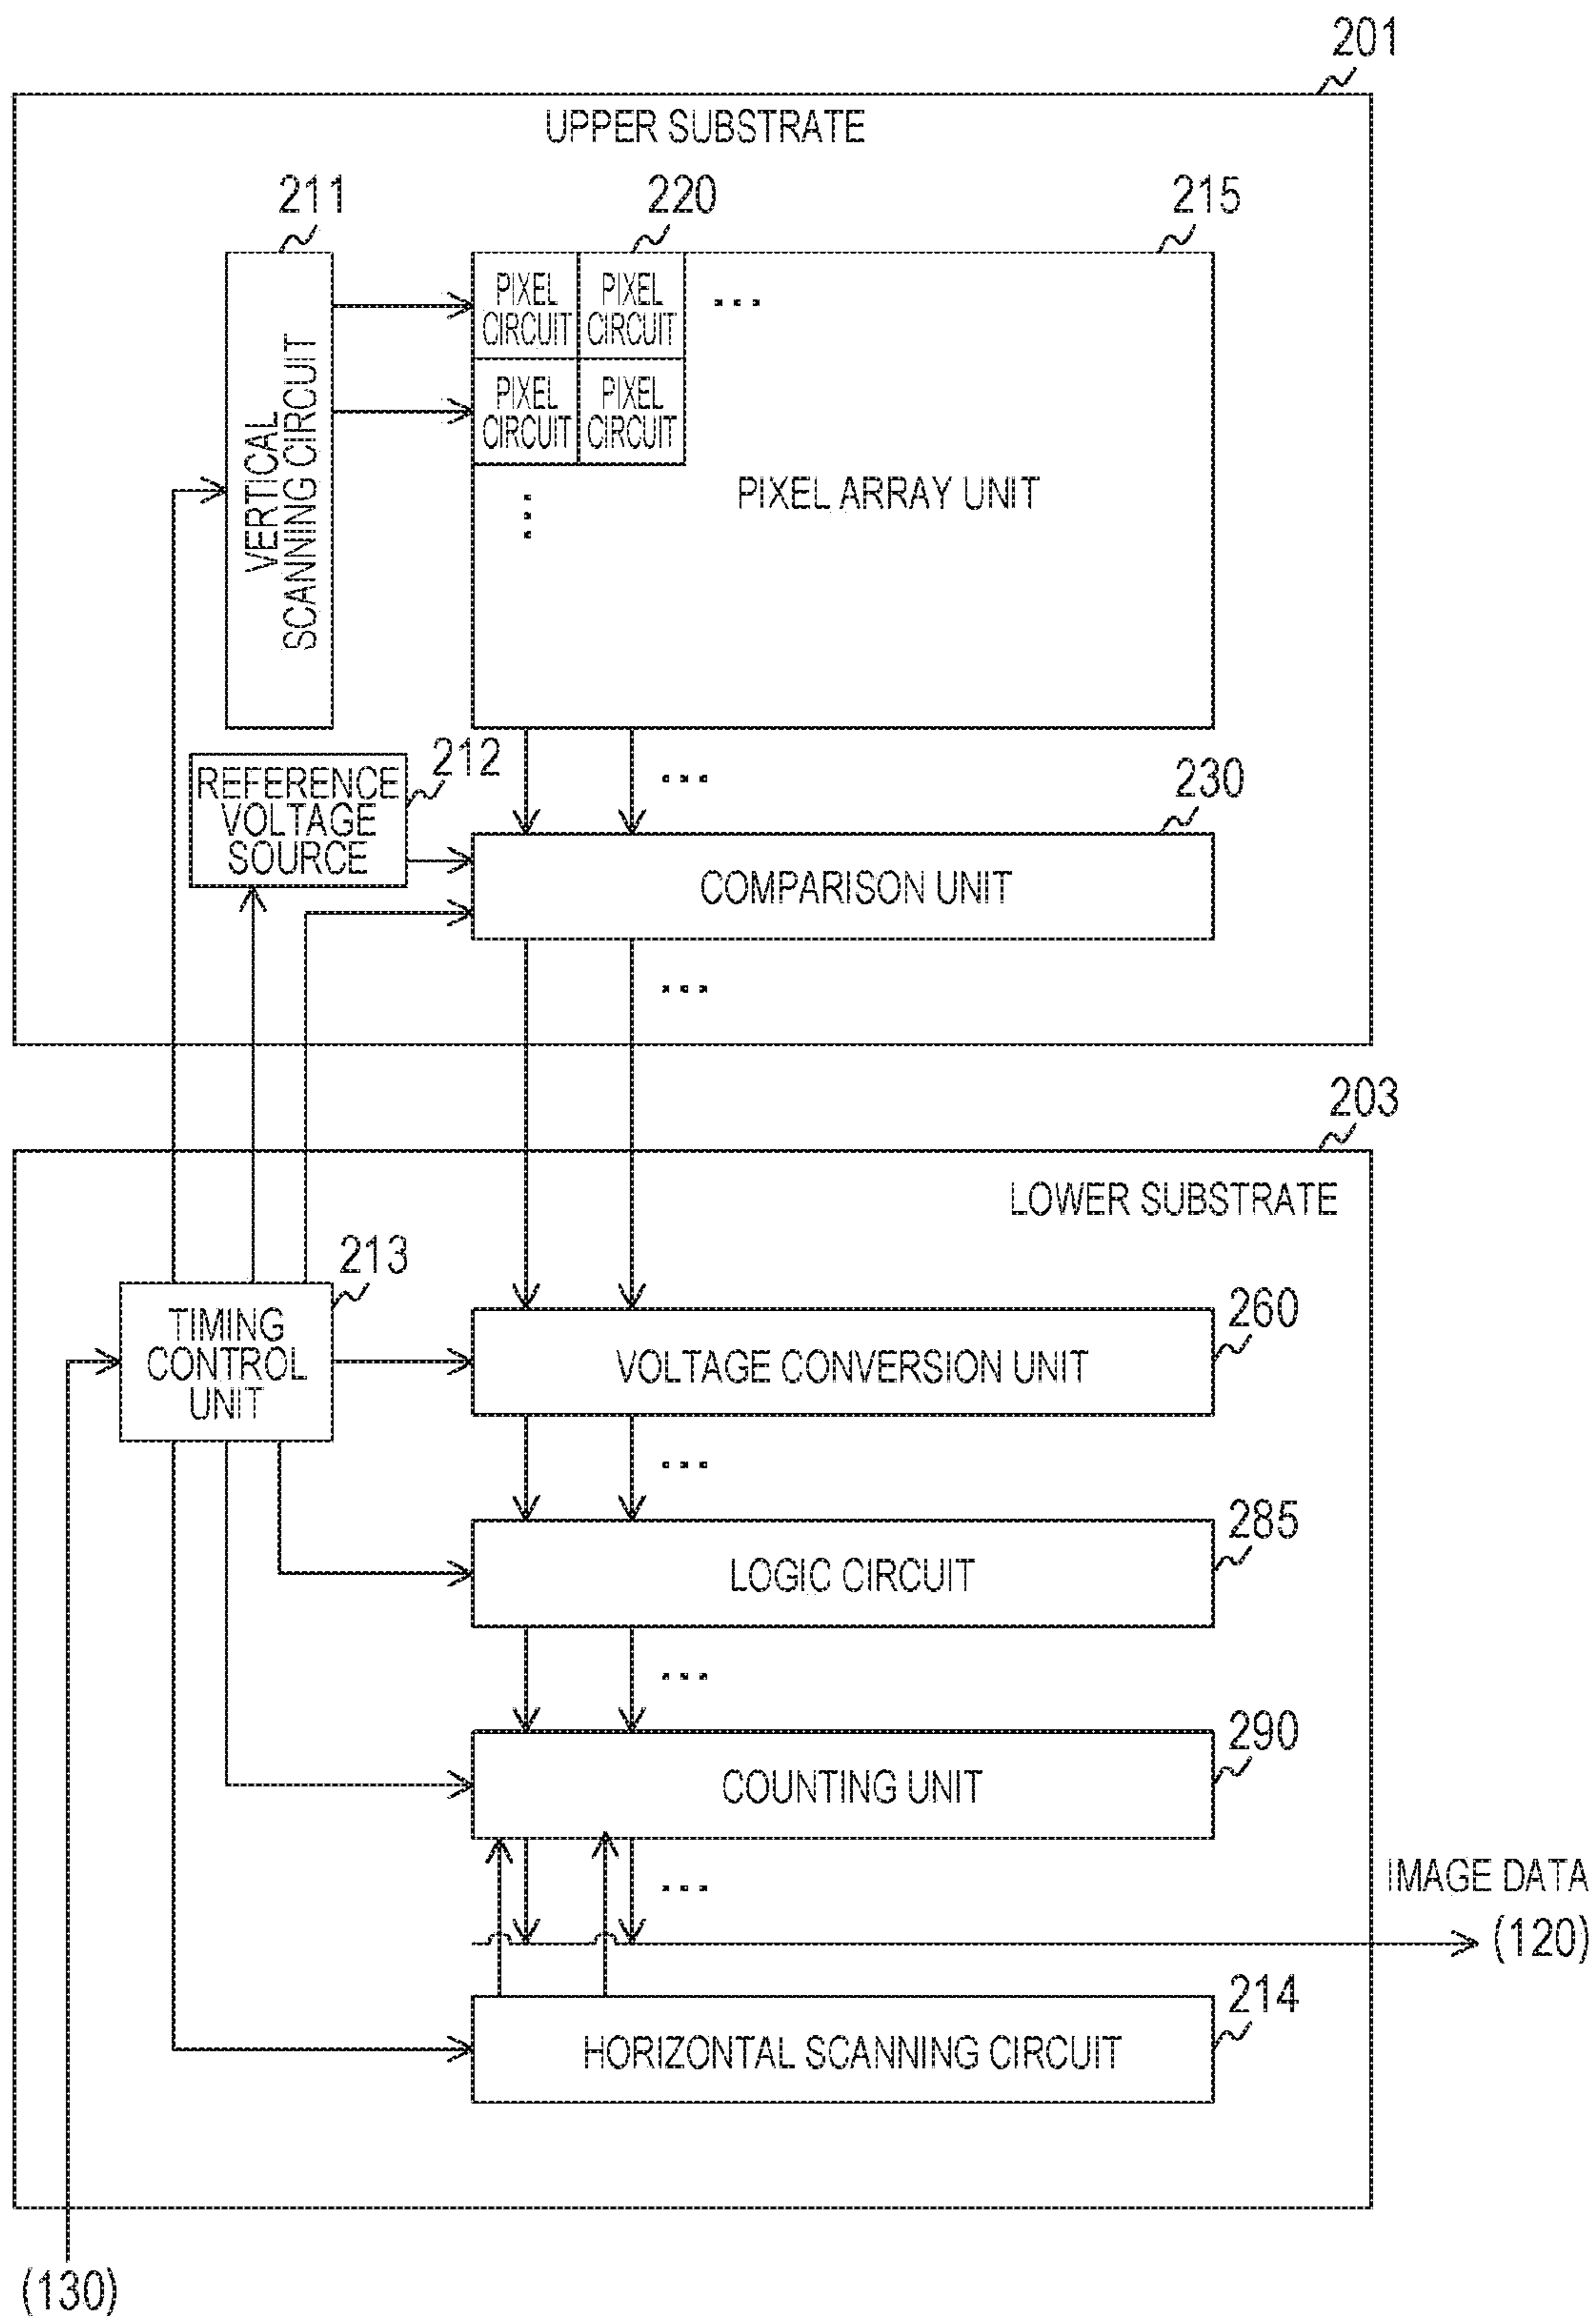 201
UPPER SUBSTRATE
211
220
215
PIXEL
CIRCUIT
PIXEL
CIRCUIT
...
PIXEL
CIRCUIT
PIXEL
CIRCUIT
...
VERTICAL
SCANNING CIRCUIT
PIXEL ARRAY UNIT
212
REFERENCE
VOLTAGE
SOURCE
...
230
COMPARISON UNIT
...
203
LOWER SUBSTRATE
213
TIMING
CONTROL
UNIT
260
VOLTAGE CONVERSION UNIT
...
285
LOGIC CIRCUIT
...
290
COUNTING UNIT
...
IMAGE DATA
(120)
214
HORIZONTAL SCANNING CIRCUIT
(130)